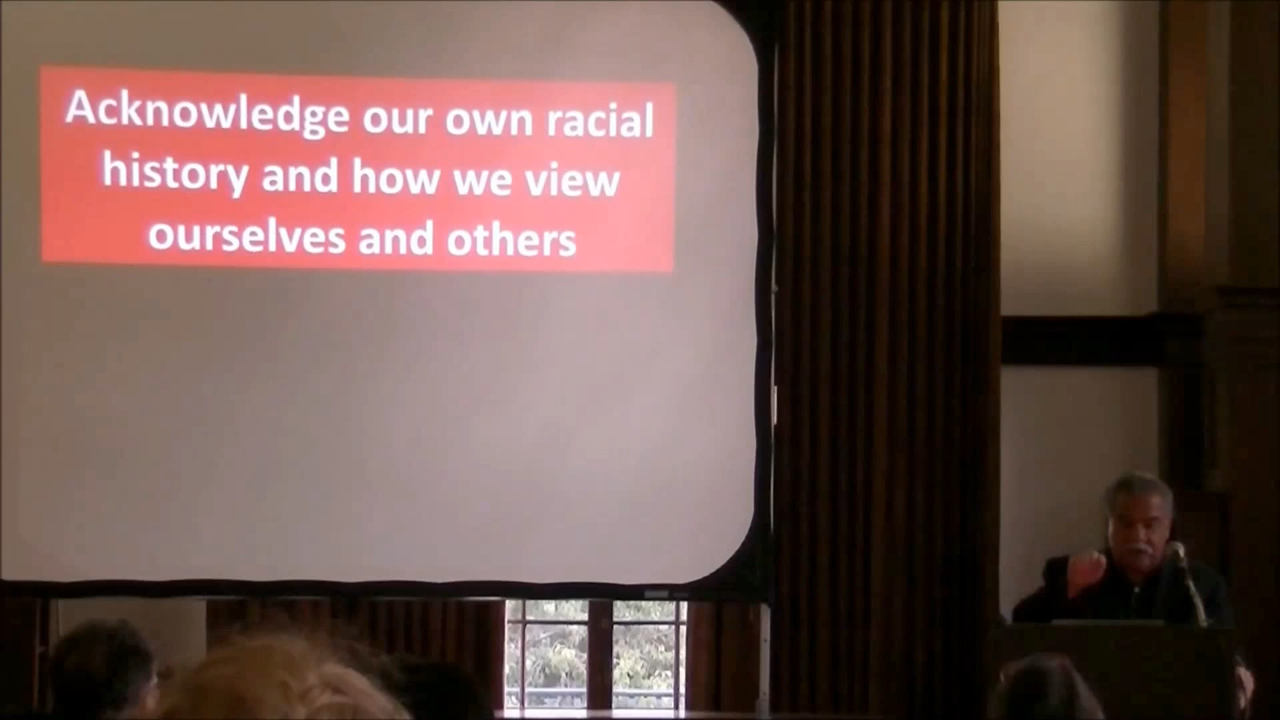 Acknowledge our own racial
history and how we view
ourselves and others